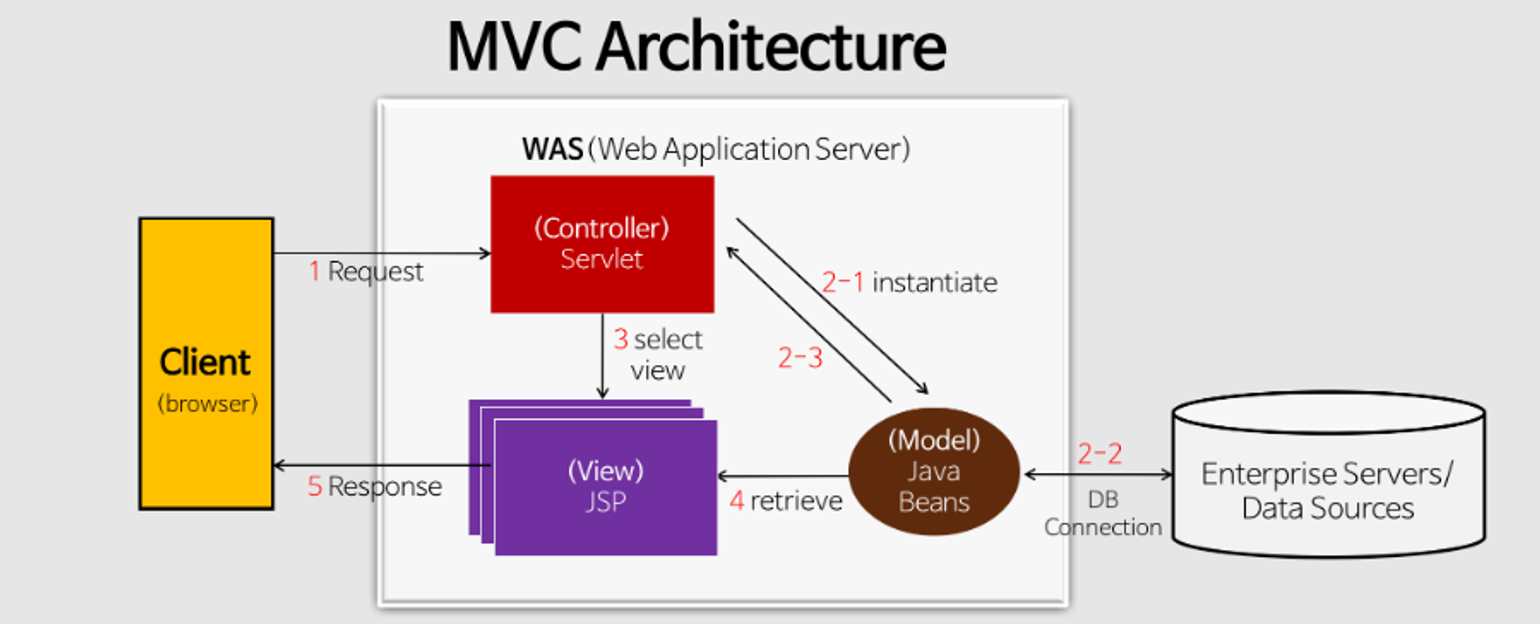 MVC Architecture
WAS(Web Application Server)
(Controller)
Servlet
1 Request
2-1 instantiate
2-3
3 select
view
Client
(browser)
(View)
JSP
5 Response
4 retrieve
(Model)
Java
Beans
2-2
DB
Connection
Enterprise Servers/
Data Sources